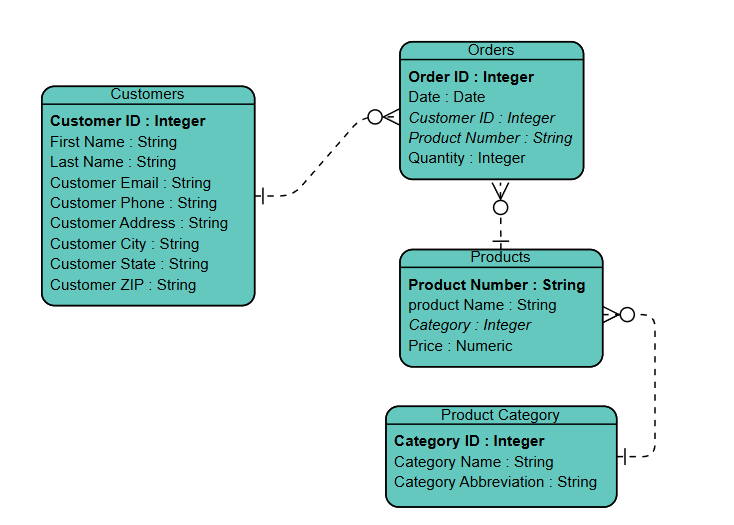 Customers
Customer ID : Integer
First Name : String
Last Name : String
Customer Email : String
Customer Phone : String
Customer Address : String
Customer City : String
Customer State : String
Customer ZIP : String
Orders
Order ID : Integer
Date : Date
Customer ID : Integer
Product Number : String
Quantity : Integer
Products
Product Number : String
product Name : String
Category : Integer
Price : Numeric
Product Category
Category ID : Integer
Category Name : String
Category Abbreviation : String